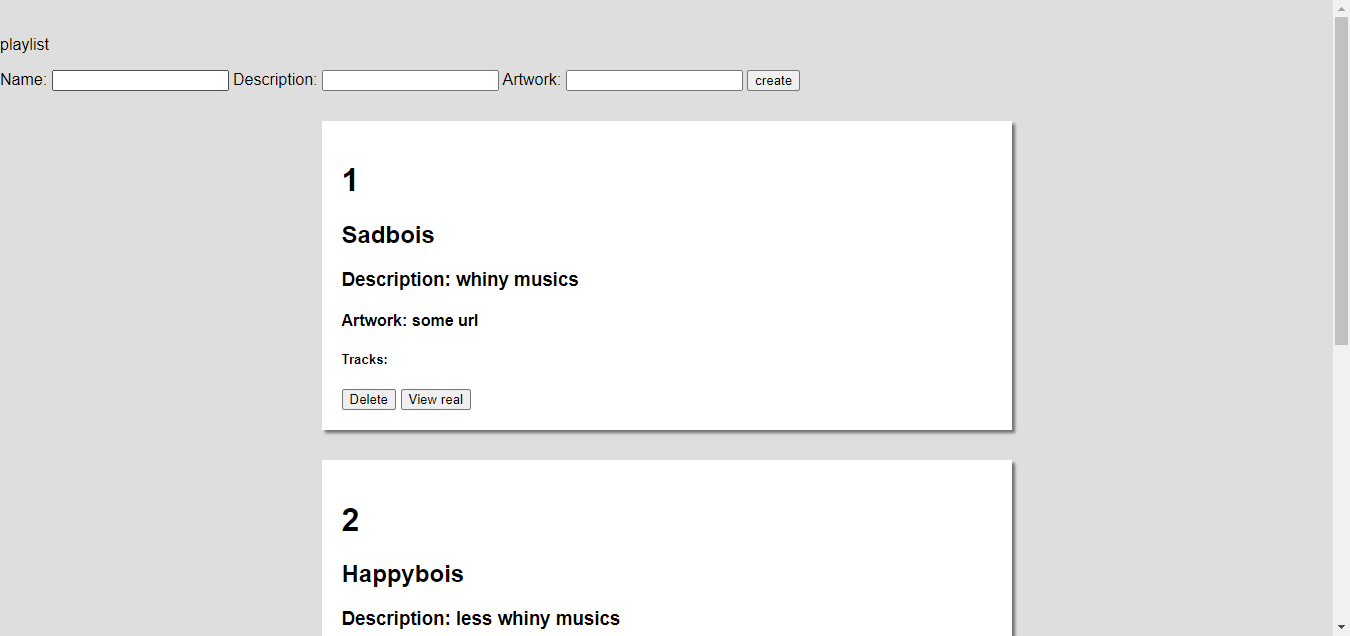 playlist
Name: Description: Artwork: create
1
Sadbois
Description: whiny musics
Artwork: some url
Tracks:
Delete View real
2
Happybois
Description: less whiny musics